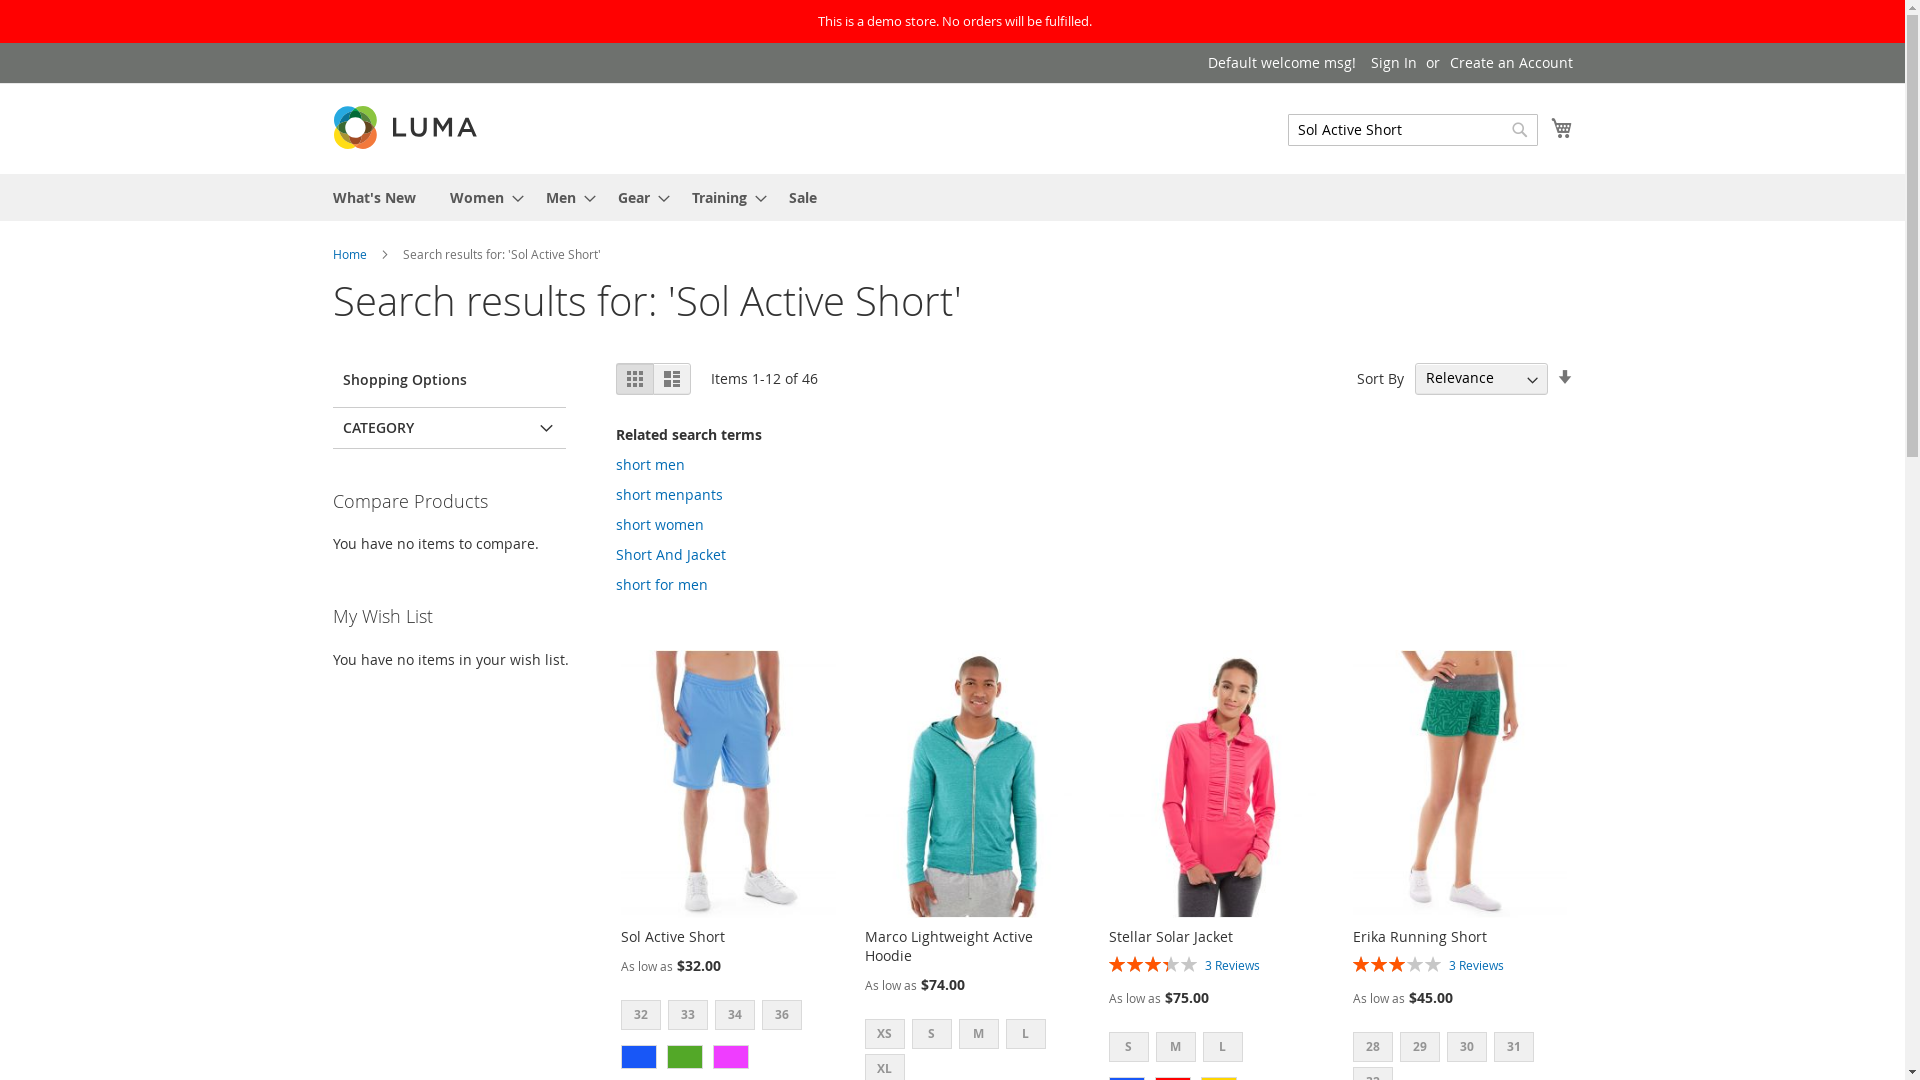 This is a demo store. No orders will be fulfilled.
Default welcome msg! Sign In or Create an Account
LUMA
Sol Active Short
What's New Women Men Gear Training Sale
Home Search results for: 'Sol Active Short'
Search results for: 'Sol Active Short'
Shopping Options
CATEGORY
Compare Products
You have no items to compare.
My Wish List
You have no items in your wish list.
Items 1-12 of 46
Sort By Relevance
Related search terms
short men
short menpants
short women
Short And Jacket
short for men
Sol Active Short
As low as $32.00
32 33 34 36
Marco Lightweight Active
Hoodie
As low as $74.00
XS S M L
XL
Stellar Solar Jacket
3 Reviews
As low as $75.00
S M L
Erika Running Short
3 Reviews
As low as $45.00
28 29 30 31
32